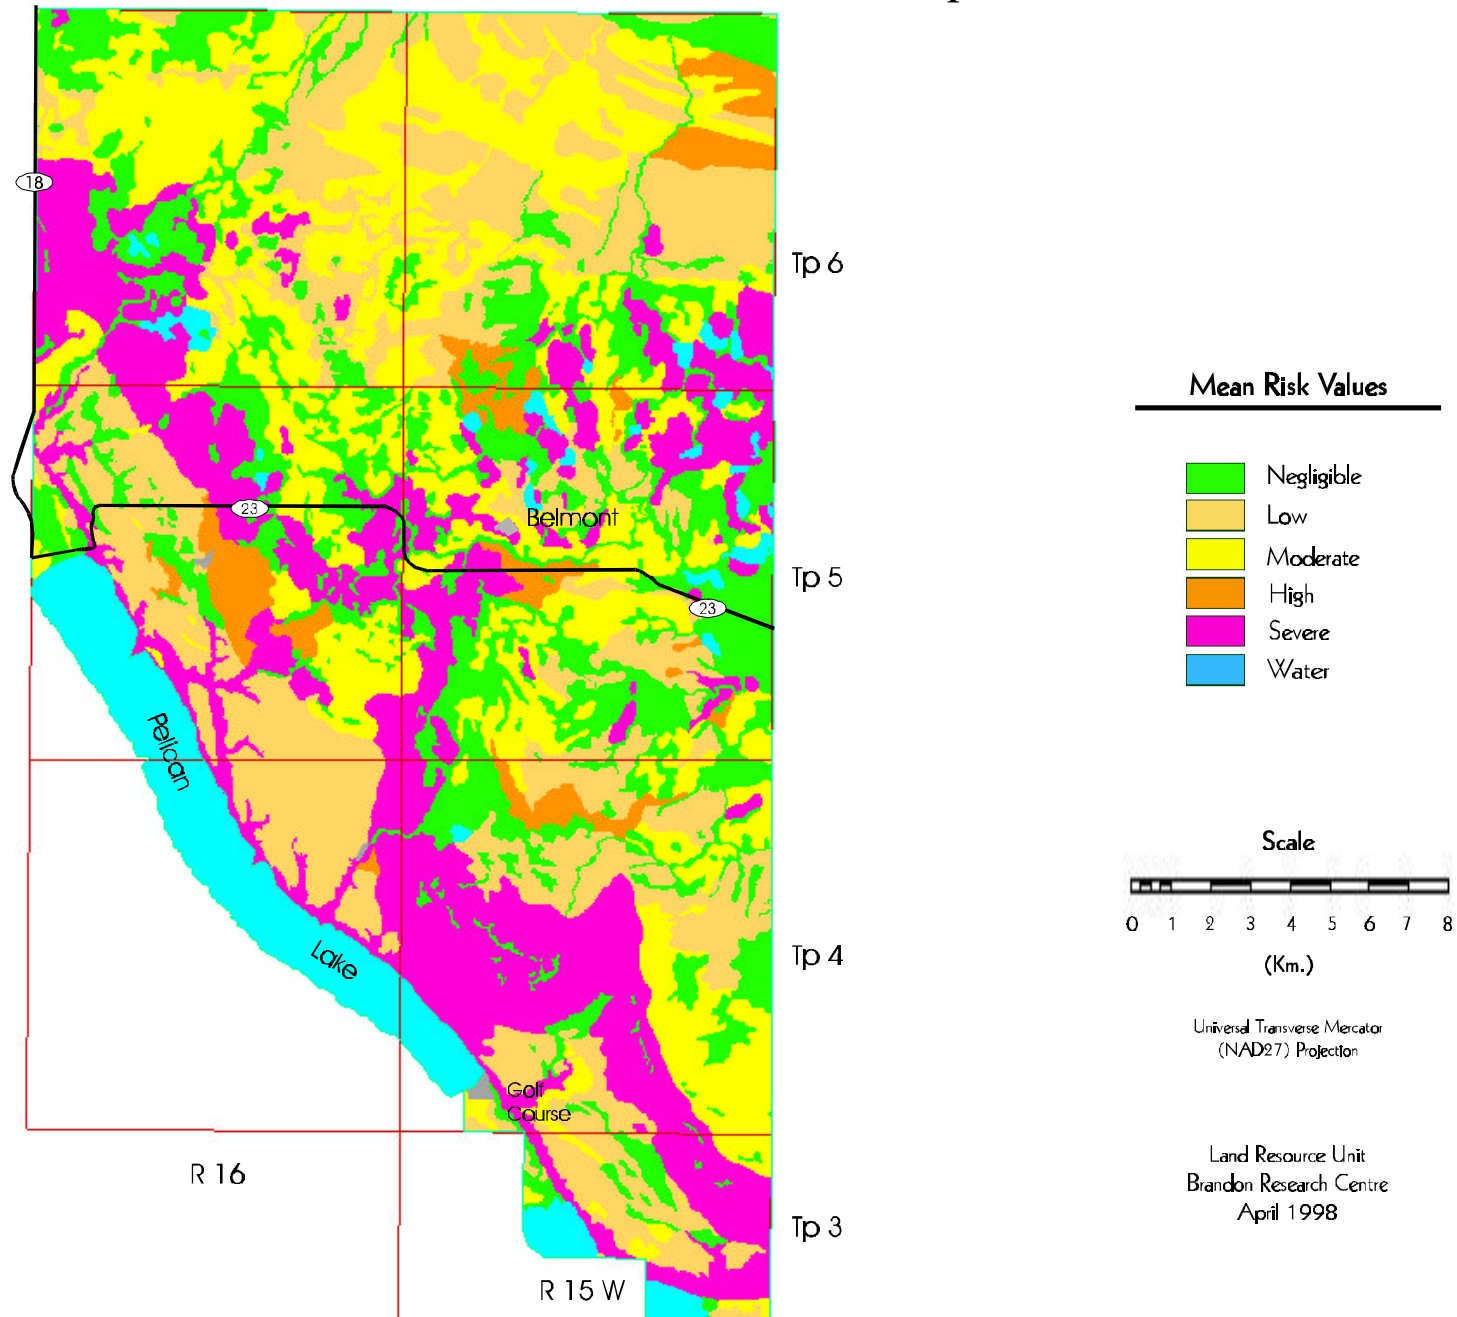 18
Tp 6
Mean Risk Values
Negligible
Low
Moderate
High
Severe
Water
23
Belmont
Tp 5
23
Pelican
Lake
Scale
0 1 2 3 4 5 6 7 8
(Km.)
Tp 4
Universal Transverse Mercator
(NAD27) Projection
Golf
Course
Land Resource Unit
Brandon Research Centre
April 1998
R 16
Tp 3
R 15 W